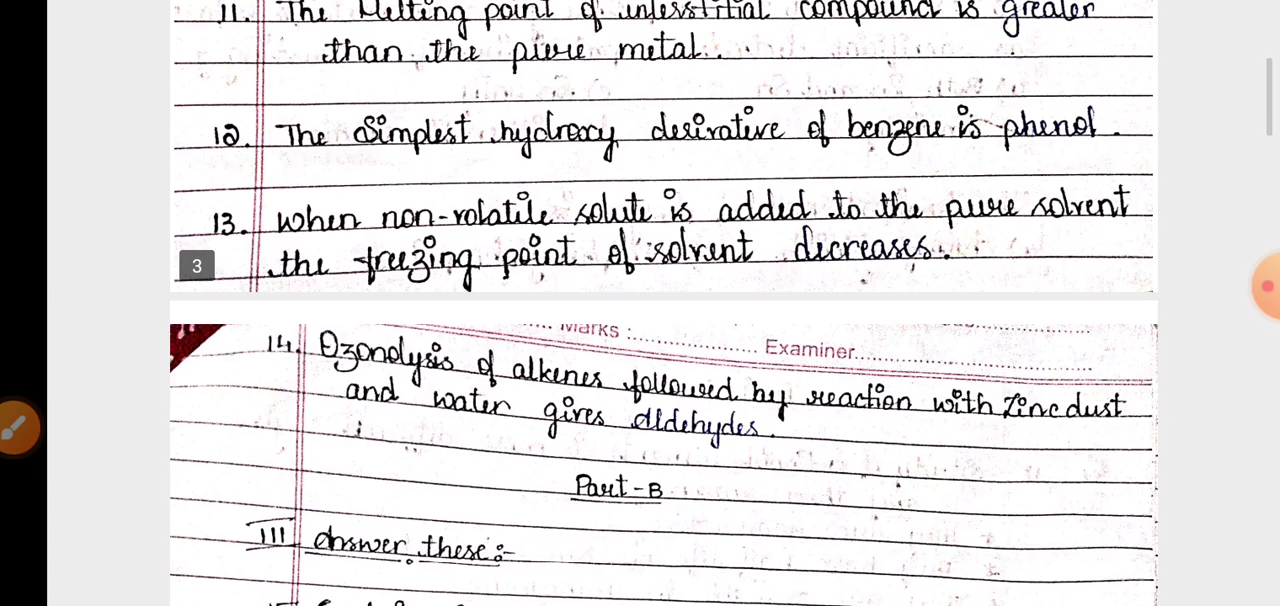 11. The Melting point of interstitial compound is greater
than the pure metal.
12. The Simplest hydroxy derivative of benzene is phenol.
13. When non-volatile solute is added to the pure solvent
3
the freezing point of solvent decreases.
Marks :.................... Examiner....................
14. Ozonolysis of alkenes followed by reaction with Zinc dust
and water gives aldehydes.
Part-B
III Answer these:-